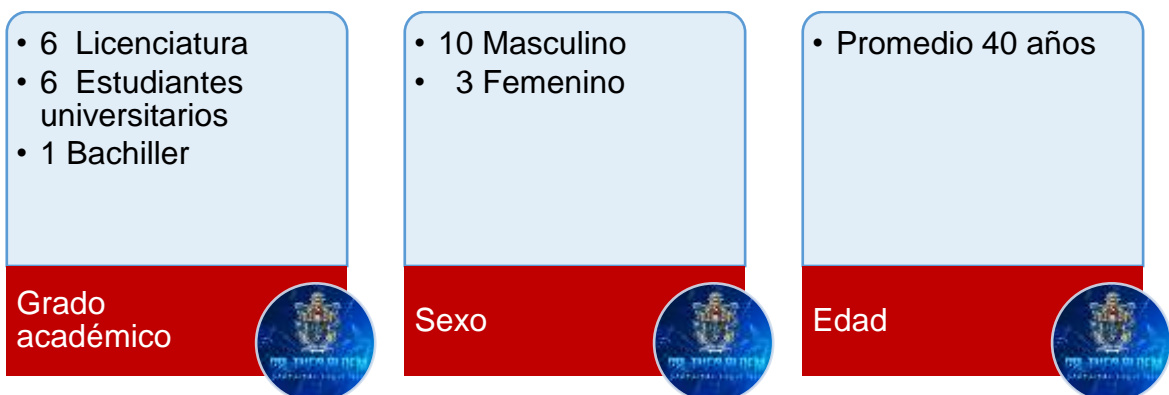 • 6 Licenciatura
• 6 Estudiantes
universitarios
• 1 Bachiller
Grado
académico
• 10 Masculino
• 3 Femenino
Sexo
• Promedio 40 años
Edad